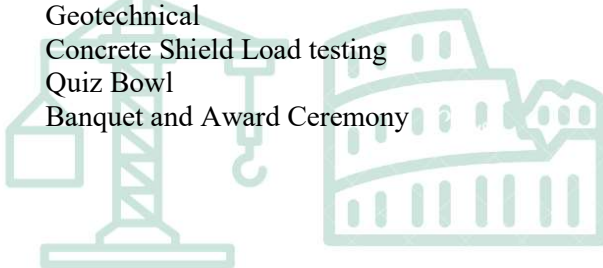 Geotechnical
Concrete Shield Load testing
Quiz Bowl
Banquet and Award Ceremony